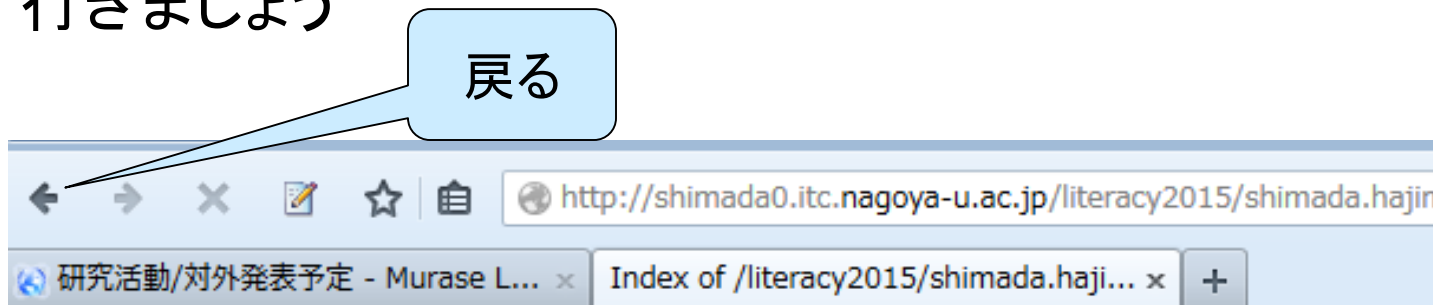 行きましょう
戻る
http://shimada0.itc.nagoya-u.ac.jp/literacy2015/shimada.hajin
研究活動/対外発表予定 - Murase L... × Index of /literacy2015/shimada.haji... × +